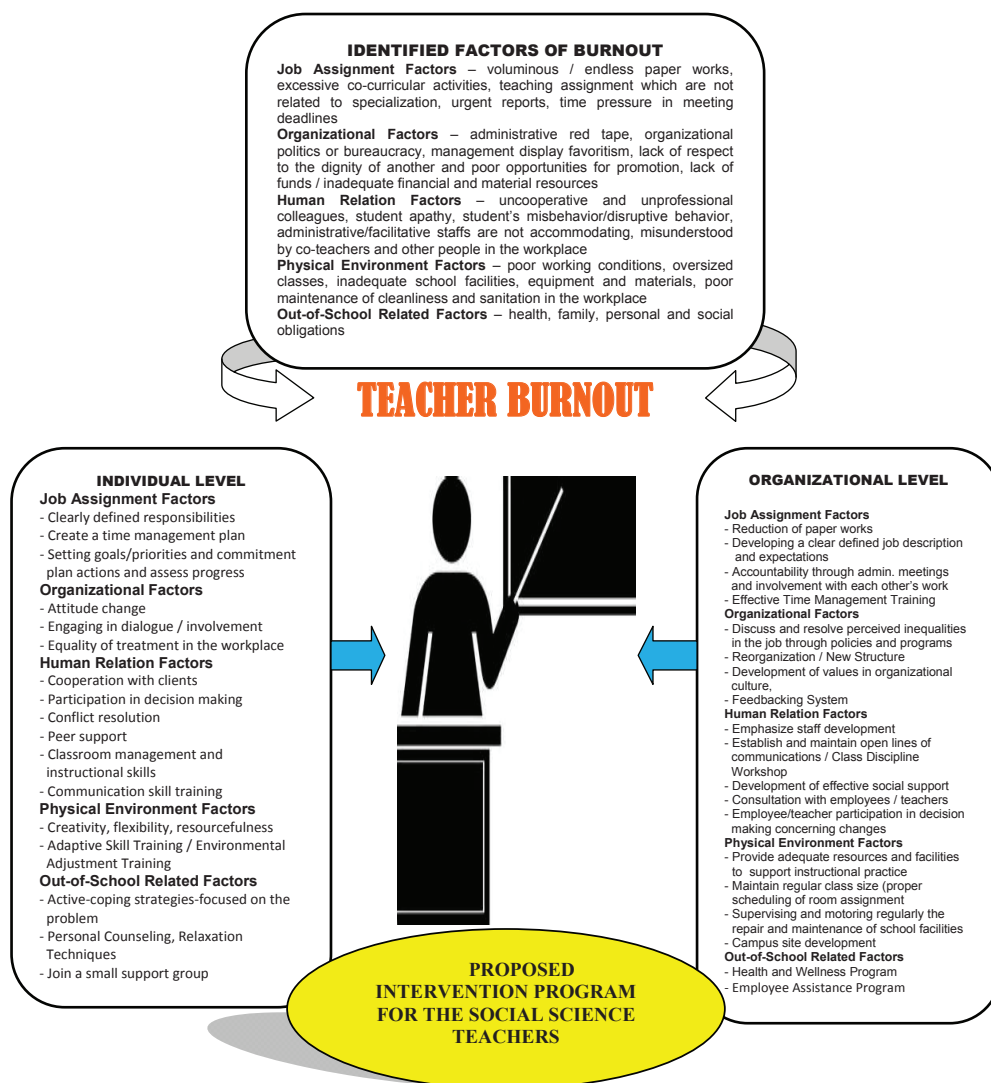 IDENTIFIED FACTORS OF BURNOUT
Job Assignment Factors – voluminous / endless paper works,
excessive co-curricular activities, teaching assignment which are not
related to specialization, urgent reports, time pressure in meeting
deadlines
Organizational Factors – administrative red tape, organizational
politics or bureaucracy, management display favoritism, lack of respect
to the dignity of another and poor opportunities for promotion, lack of
funds / inadequate financial and material resources
Human Relation Factors – uncooperative and unprofessional
colleagues, student apathy, student’s misbehavior/disruptive behavior,
administrative/facilitative staffs are not accommodating, misunderstood
by co-teachers and other people in the workplace
Physical Environment Factors – poor working conditions, oversized
classes, inadequate school facilities, equipment and materials, poor
maintenance of cleanliness and sanitation in the workplace
Out-of-School Related Factors – health, family, personal and social
obligations
TEACHER BURNOUT
INDIVIDUAL LEVEL
Job Assignment Factors
- Clearly defined responsibilities
- Create a time management plan
- Setting goals/priorities and commitment
plan actions and assess progress
Organizational Factors
- Attitude change
- Engaging in dialogue / involvement
- Equality of treatment in the workplace
Human Relation Factors
- Cooperation with clients
- Participation in decision making
- Conflict resolution
- Peer support
- Classroom management and
instructional skills
- Communication skill training
Physical Environment Factors
- Creativity, flexibility, resourcefulness
- Adaptive Skill Training / Environmental
Adjustment Training
Out-of-School Related Factors
- Active-coping strategies-focused on the
problem
- Personal Counseling, Relaxation
Techniques
- Join a small support group
ORGANIZATIONAL LEVEL
Job Assignment Factors
- Reduction of paper works
- Developing a clear defined job description
and expectations
- Accountability through admin. meetings
and involvement with each other’s work
- Effective Time Management Training
Organizational Factors
- Discuss and resolve perceived inequalities
in the job through policies and programs
- Reorganization / New Structure
- Development of values in organizational
culture,
- Feedbacking System
Human Relation Factors
- Emphasize staff development
- Establish and maintain open lines of
communications / Class Discipline
Workshop
- Development of effective social support
- Consultation with employees / teachers
- Employee/teacher participation in decision
making concerning changes
Physical Environment Factors
- Provide adequate resources and facilities
to support instructional practice
- Maintain regular class size (proper
scheduling of room assignment
- Supervising and motoring regularly the
repair and maintenance of school facilities
- Campus site development
Out-of-School Related Factors
- Health and Wellness Program
- Employee Assistance Program
PROPOSED
INTERVENTION PROGRAM
FOR THE SOCIAL SCIENCE
TEACHERS